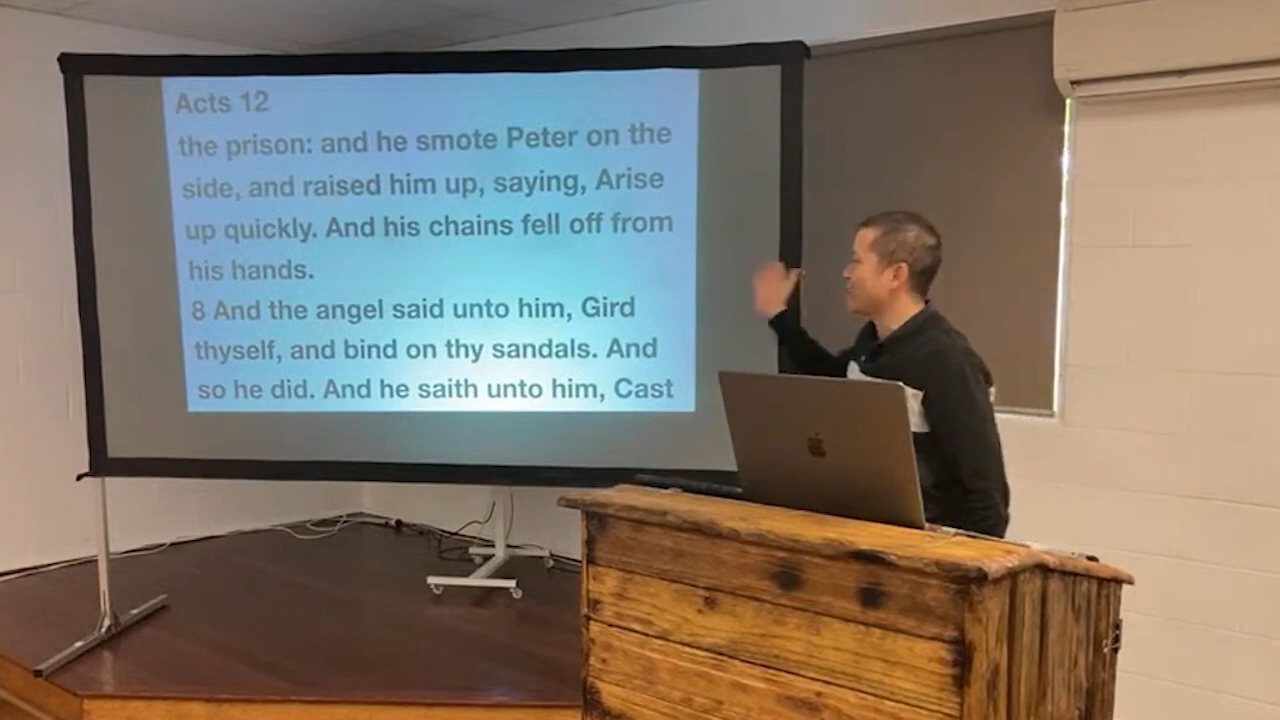 Acts 12
the prison: and he smote Peter on the
side, and raised him up, saying, Arise
up quickly. And his chains fell off from
his hands.
8 And the angel said unto him, Gird
thyself, and bind on thy sandals. And
so he did. And he saith unto him, Cast